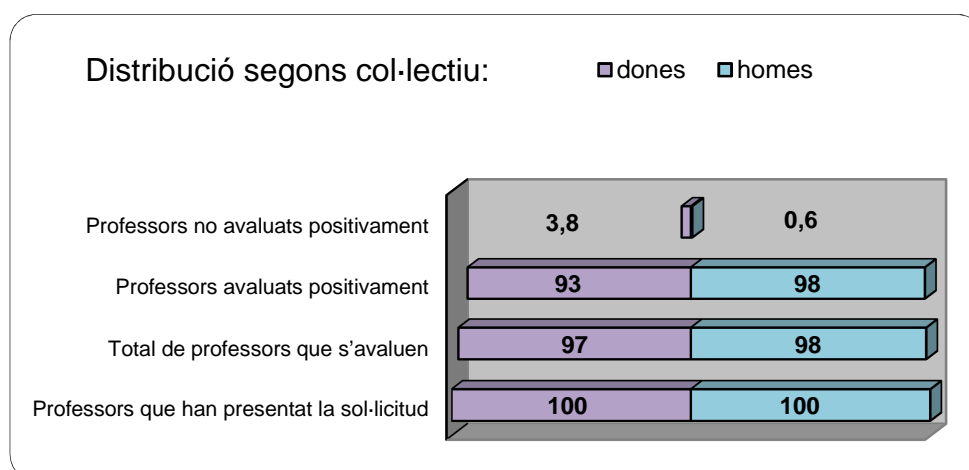 Distribució segons col·lectiu: dones homes
Professors no avaluats positivament 3,8 0,6
Professors avaluats positivament 93 98
Total de professors que s’avaluen 97 98
Professors que han presentat la sol·licitud 100 100